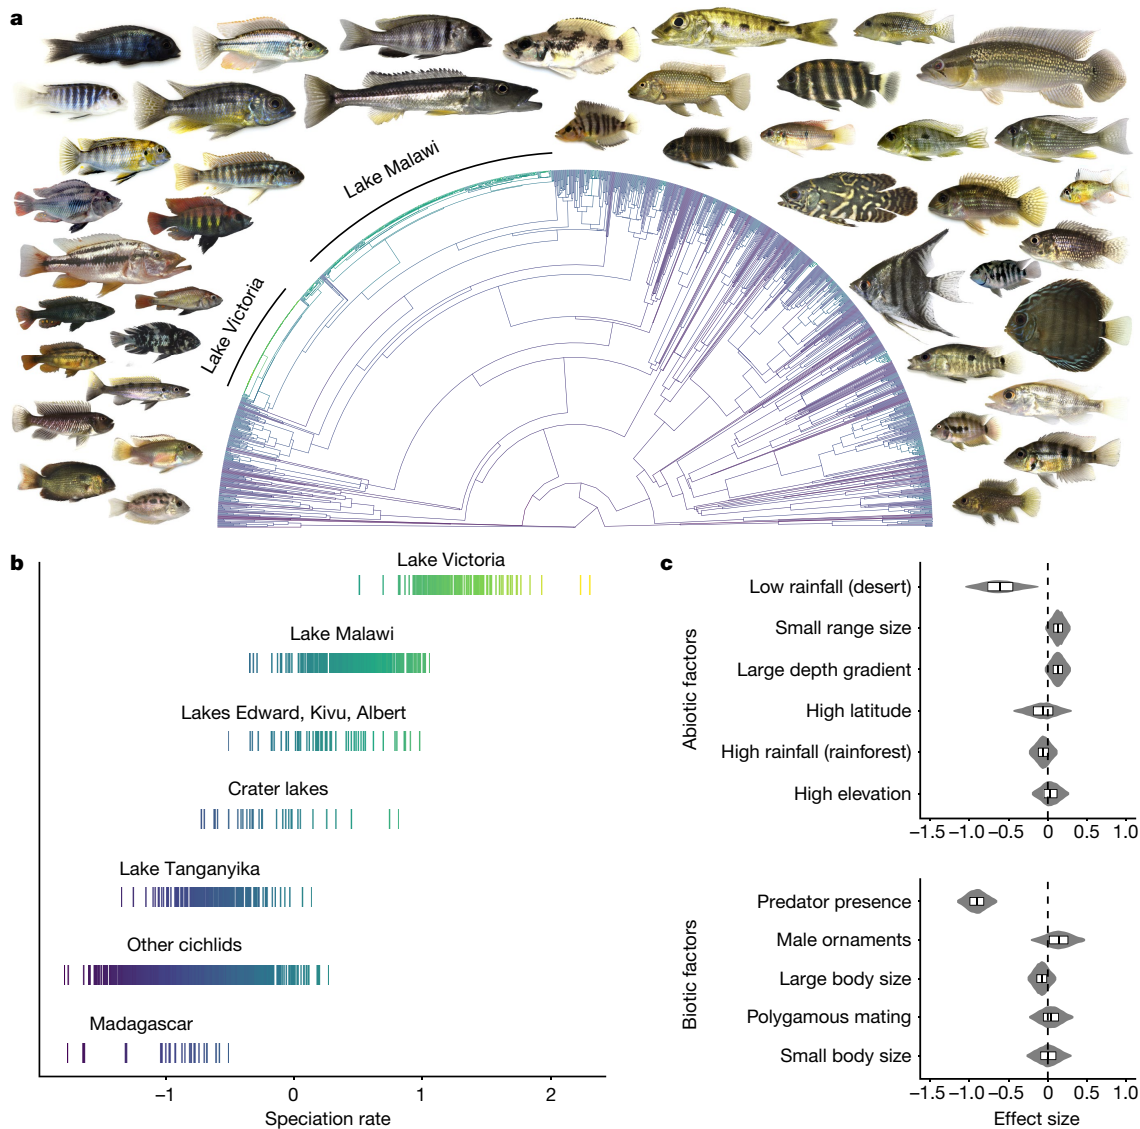 a
Lake Malawi
Lake Victoria
b
Lake Victoria
Lake Malawi
Lakes Edward, Kivu, Albert
Crater lakes
Lake Tanganyika
Other cichlids
Madagascar
−1 0 1 2
Speciation rate
c
Abiotic factors
Low rainfall (desert)
Small range size
Large depth gradient
High latitude
High rainfall (rainforest)
High elevation
−1.5 −1.0 −0.5 0 0.5 1.0
Biotic factors
Predator presence
Male ornaments
Large body size
Polygamous mating
Small body size
−1.5 −1.0 −0.5 0 0.5 1.0
Effect size